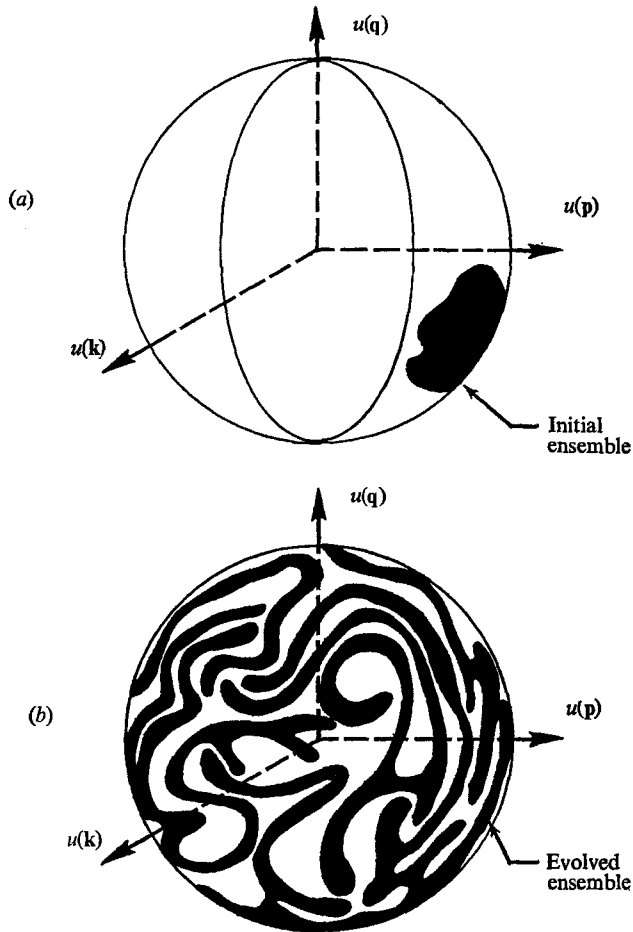 u(q)
(a)
u(p)
u(k)
Initial
ensemble
u(q)
(b)
u(p)
u(k)
Evolved
ensemble